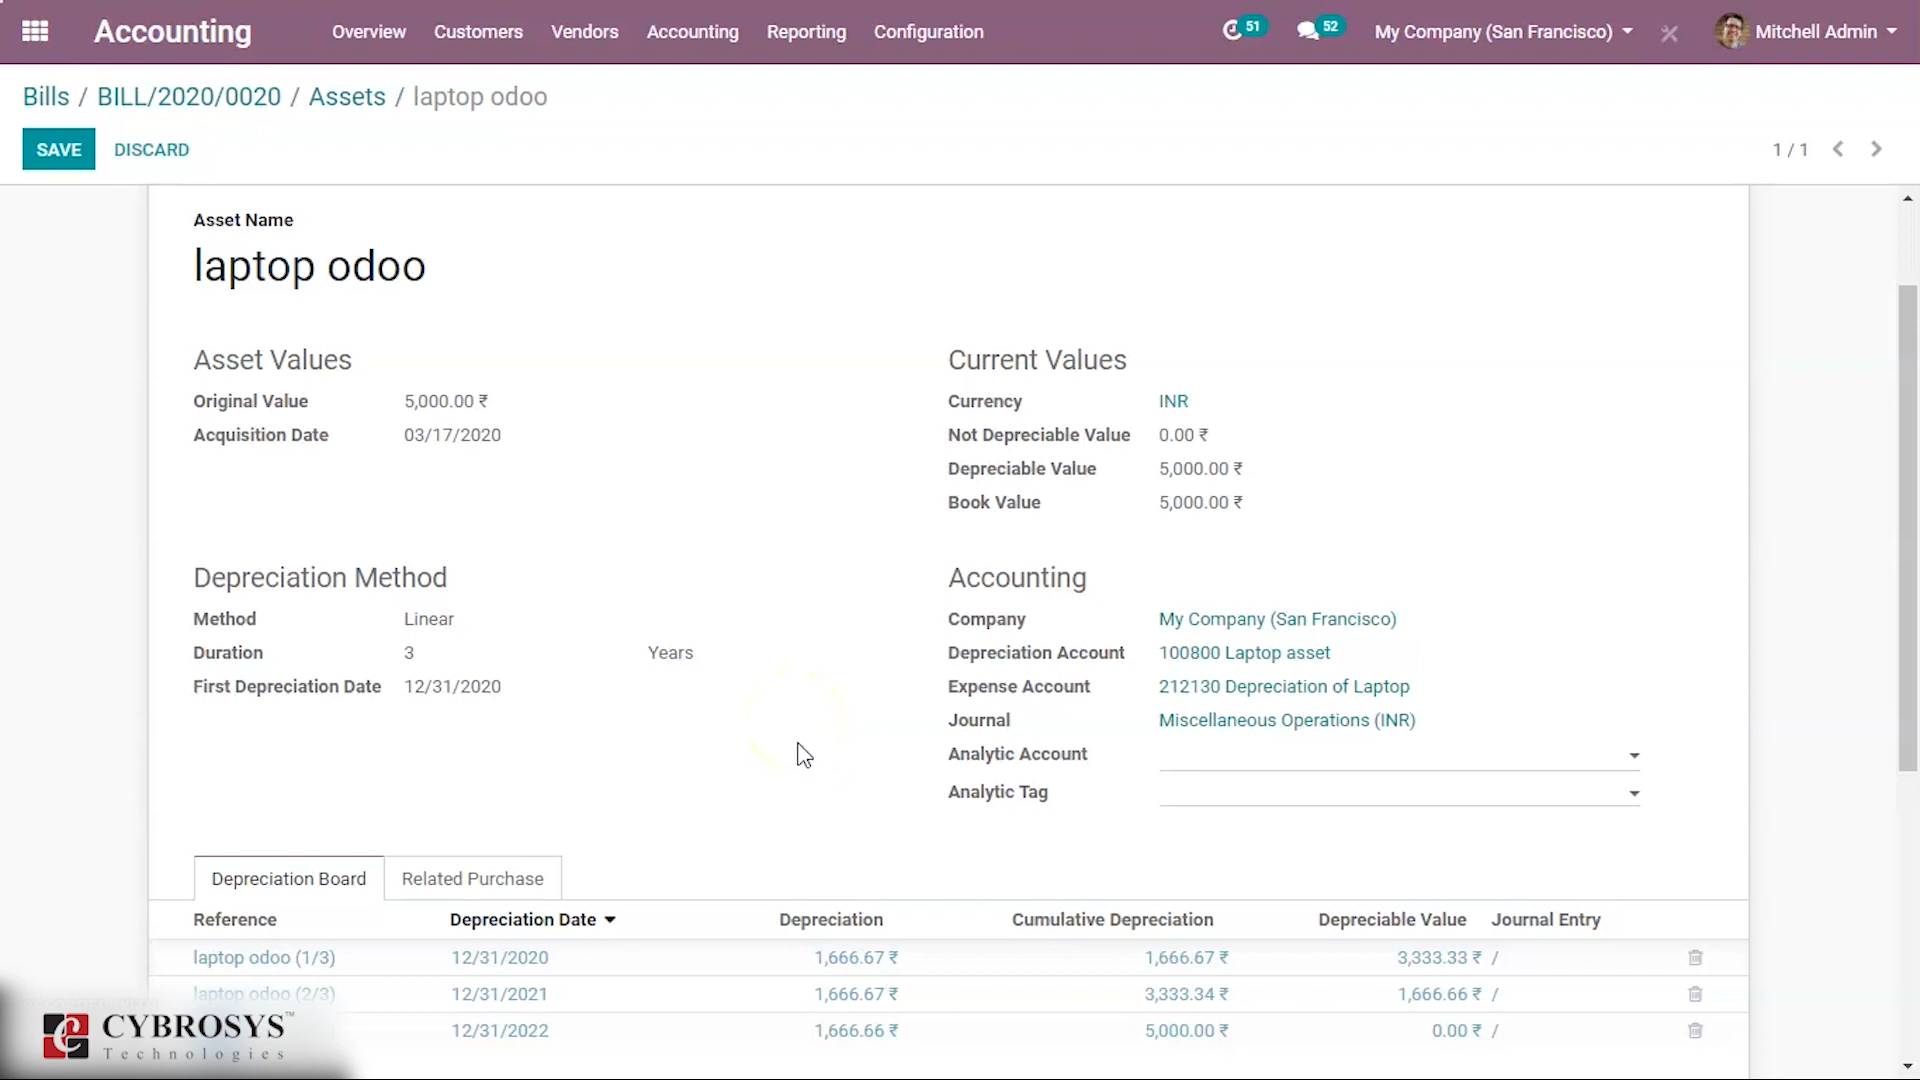 Accounting Overview Customers Vendors Accounting Reporting Configuration 51 52 My Company (San Francisco) Mitchell Admin
Bills / BILL/2020/0020 / Assets / laptop odoo
SAVE DISCARD 1 / 1
Asset Name
laptop odoo
Asset Values
Original Value 5,000.00 ₹
Acquisition Date 03/17/2020
Current Values
Currency INR
Not Depreciable Value 0.00 ₹
Depreciable Value 5,000.00 ₹
Book Value 5,000.00 ₹
Depreciation Method
Method Linear
Duration 3 Years
First Depreciation Date 12/31/2020
Accounting
Company My Company (San Francisco)
Depreciation Account 100800 Laptop asset
Expense Account 212130 Depreciation of Laptop
Journal Miscellaneous Operations (INR)
Analytic Account
Analytic Tag
Depreciation Board Related Purchase
Reference Depreciation Date Depreciation Cumulative Depreciation Depreciable Value Journal Entry
laptop odoo (1/3) 12/31/2020 1,666.67 ₹ 1,666.67 ₹ 3,333.33 ₹ /
laptop odoo (2/3) 12/31/2021 1,666.67 ₹ 3,333.34 ₹ 1,666.66 ₹ /
12/31/2022 1,666.66 ₹ 5,000.00 ₹ 0.00 ₹ /
CYBROSYS™
Technologies